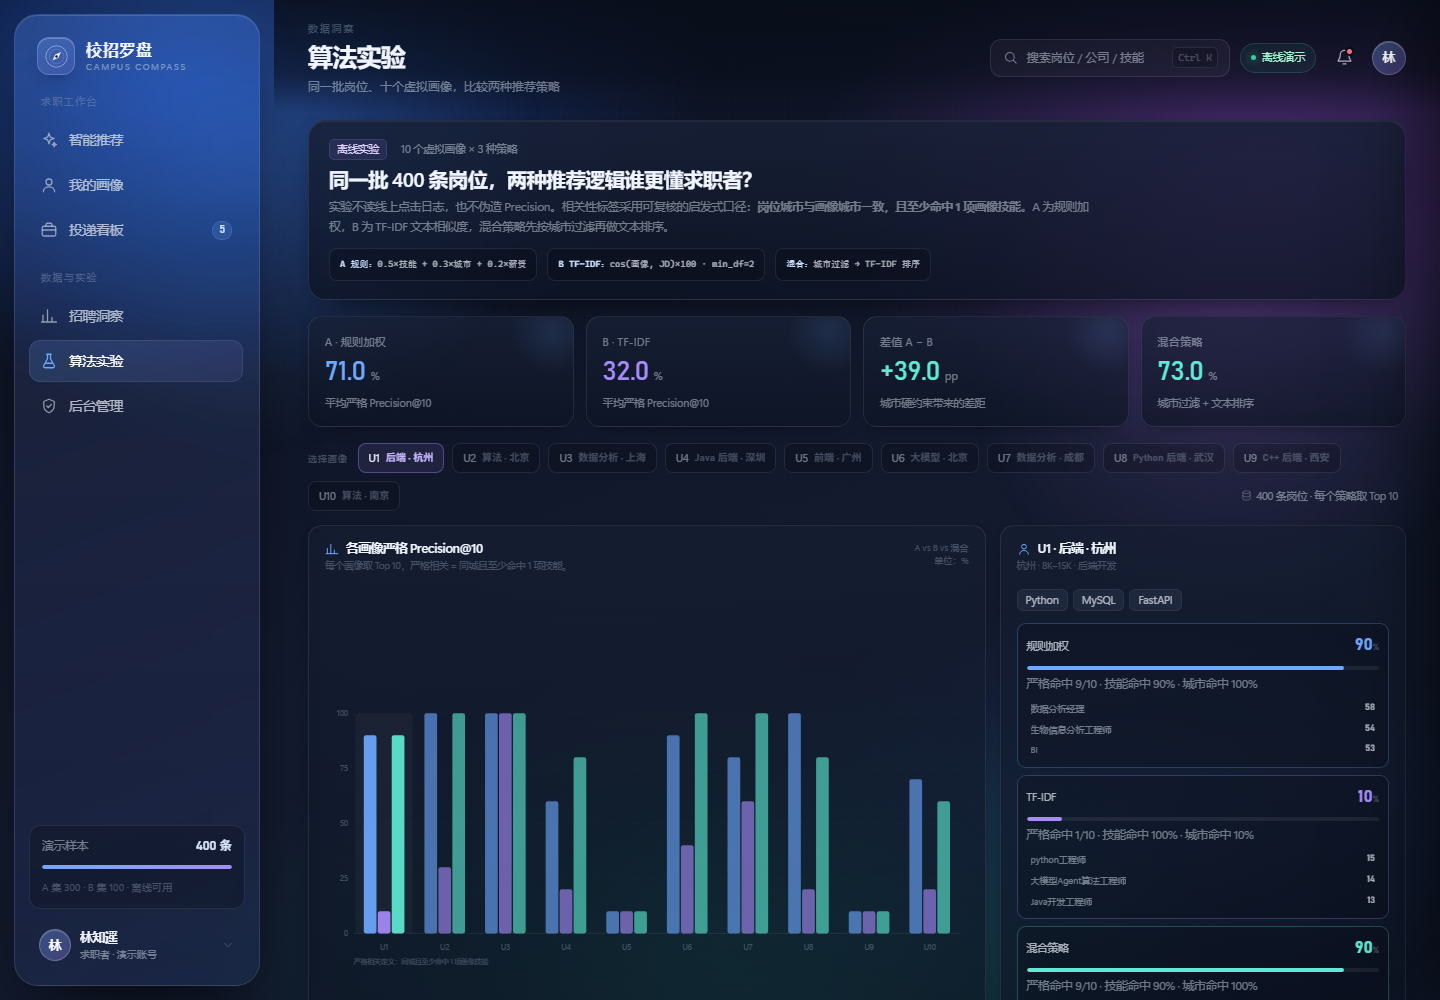 校招罗盘
CAMPUS COMPASS
求职工作台
智能推荐
我的画像
投递看板
5
数据与实验
招聘洞察
算法实验
后台管理
演示样本
400 条
A 集 300 · B 集 100 · 离线可用
林
林知遥
求职者 · 演示账号
数据洞察
算法实验
同一批岗位、十个虚拟画像，比较两种推荐策略
搜索岗位 / 公司 / 技能
Ctrl K
离线演示
林
离线实验
10 个虚拟画像 × 3 种策略
同一批 400 条岗位，两种推荐逻辑谁更懂求职者？
实验不读线上点击日志，也不伪造 Precision。相关性标签采用可复核的启发式口径：岗位城市与画像城市一致，且至少命中 1 项画像技能。A 为规则加
权，B 为 TF-IDF 文本相似度，混合策略先按城市过滤再做文本排序。
A 规则：0.5×技能 + 0.3×城市 + 0.2×薪资
B TF-IDF：cos(画像, JD)×100 · min_df=2
混合：城市过滤 → TF-IDF 排序
A · 规则加权
71.0 %
平均严格 Precision@10
B · TF-IDF
32.0 %
平均严格 Precision@10
差值 A − B
+39.0 pp
城市硬约束带来的差距
混合策略
73.0 %
城市过滤 + 文本排序
选择画像
U1 后端 · 杭州
U2 算法 · 北京
U3 数据分析 · 上海
U4 Java 后端 · 深圳
U5 前端 · 广州
U6 大模型 · 北京
U7 数据分析 · 成都
U8 Python 后端 · 武汉
U9 C++ 后端 · 西安
U10 算法 · 南京
400 条岗位 · 每个策略取 Top 10
各画像严格 Precision@10
每个画像取 Top 10，严格相关 = 同城且至少命中 1 项技能。
A vs B vs 混合
单位：%
100
75
50
25
0
U1
U2
U3
U4
U5
U6
U7
U8
U9
U10
严格相关定义：同城且至少命中 1 项画像技能
U1 · 后端 · 杭州
杭州 · 8K–15K · 后端开发
Python
MySQL
FastAPI
规则加权
90%
严格命中 9/10 · 技能命中 90% · 城市命中 100%
数据分析经理
58
生物信息分析工程师
54
BI
53
TF-IDF
10%
严格命中 1/10 · 技能命中 100% · 城市命中 10%
python工程师
15
大模型Agent算法工程师
14
Java开发工程师
13
混合策略
90%
严格命中 9/10 · 技能命中 90% · 城市命中 100%